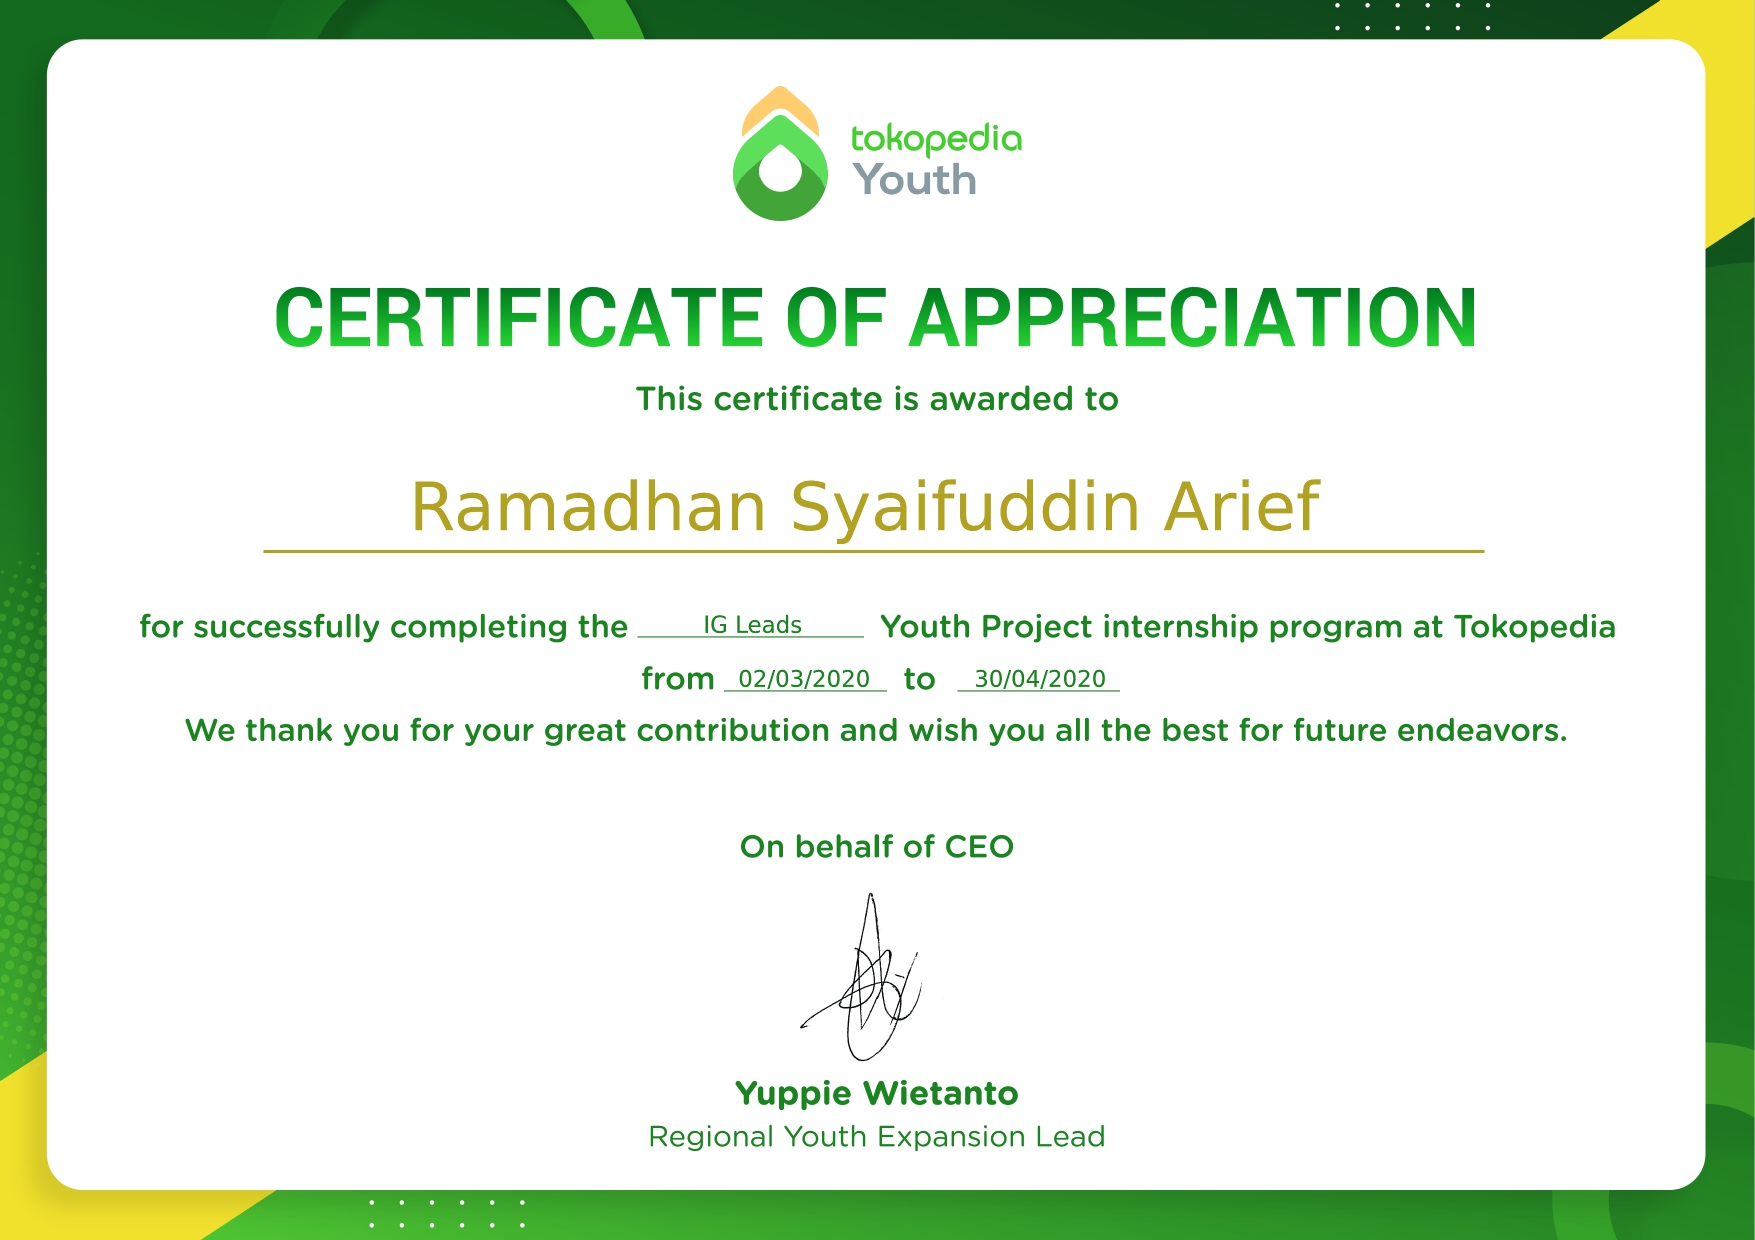 tokopedia
Youth
CERTIFICATE OF APPRECIATION
This certificate is awarded to
Ramadhan Syaifuddin Arief
for successfully completing the IG Leads Youth Project internship program at Tokopedia
from 02/03/2020 to 30/04/2020
We thank you for your great contribution and wish you all the best for future endeavors.
On behalf of CEO
Yuppie Wietanto
Regional Youth Expansion Lead